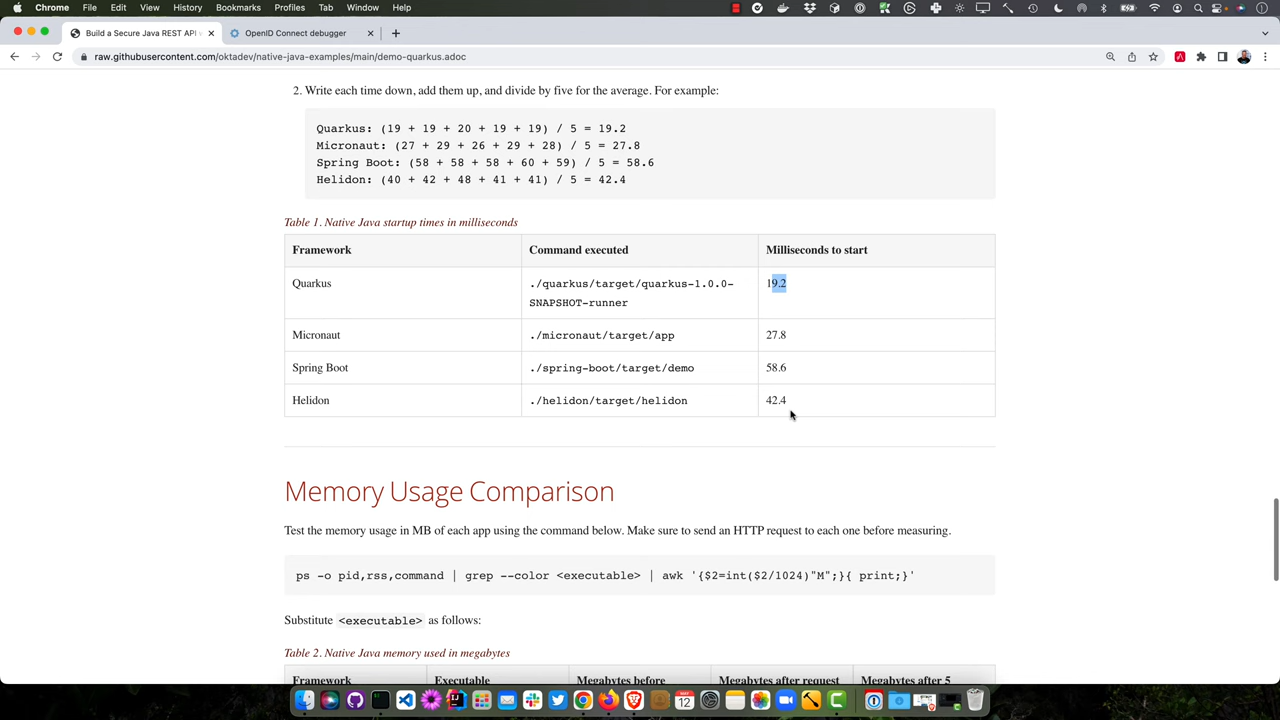 Chrome File Edit View History Bookmarks Profiles Tab Window Help
Build a Secure Java REST API
OpenID Connect debugger
raw.githubusercontent.com/oktadev/native-java-examples/main/demo-quarkus.adoc
2. Write each time down, add them up, and divide by five for the average. For example:
Quarkus: (19 + 19 + 20 + 19 + 19) / 5 = 19.2
Micronaut: (27 + 29 + 26 + 29 + 28) / 5 = 27.8
Spring Boot: (58 + 58 + 58 + 60 + 59) / 5 = 58.6
Helidon: (40 + 42 + 48 + 41 + 41) / 5 = 42.4
Table 1. Native Java startup times in milliseconds
Framework Command executed Milliseconds to start
Quarkus ./quarkus/target/quarkus-1.0.0- 19.2
SNAPSHOT-runner
Micronaut ./micronaut/target/app 27.8
Spring Boot ./spring-boot/target/demo 58.6
Helidon ./helidon/target/helidon 42.4
Memory Usage Comparison
Test the memory usage in MB of each app using the command below. Make sure to send an HTTP request to each one before measuring.
ps -o pid,rss,command | grep --color <executable> | awk '{$2=int($2/1024)"M";}{ print;}'
Substitute <executable> as follows:
Table 2. Native Java memory used in megabytes
Framework Executable Megabytes before Megabytes after request Megabytes after 5
12